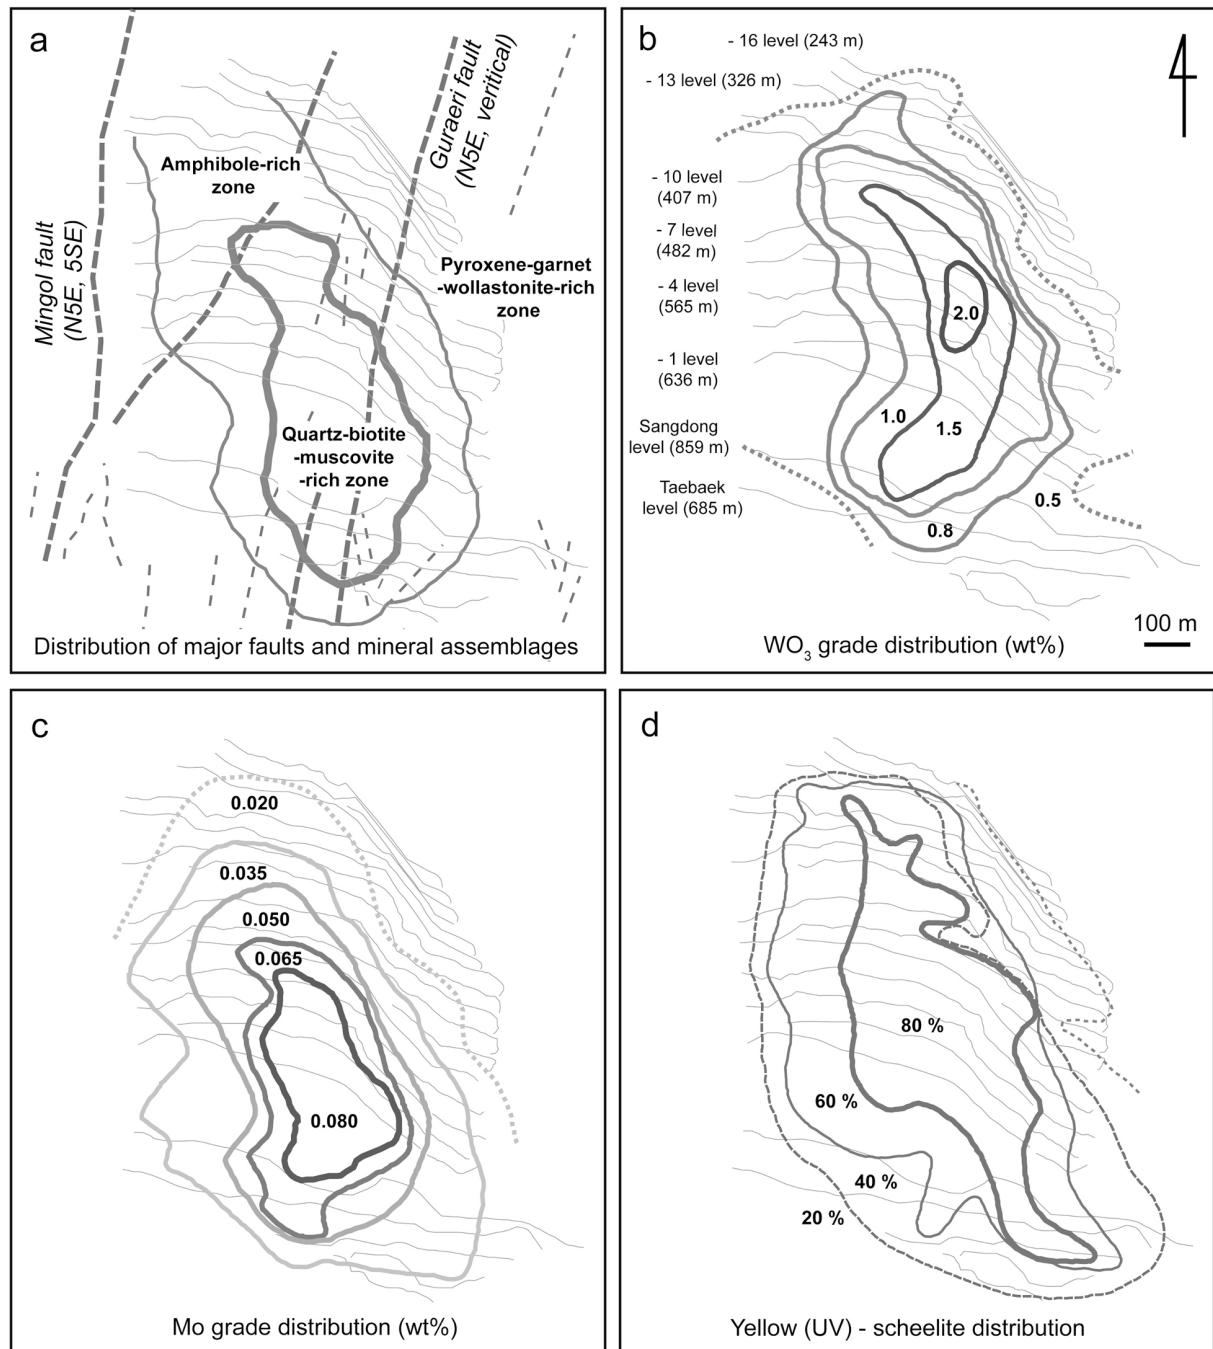 a
Mingol fault
(N5E, 5SE)
Amphibole-rich
zone
Guraeri fault
(N5E, veritical)
Pyroxene-garnet
-wollastonite-rich
zone
Quartz-biotite
-muscovite
-rich zone
Distribution of major faults and mineral assemblages
b
- 16 level (243 m)
- 13 level (326 m)
- 10 level
(407 m)
- 7 level
(482 m)
- 4 level
(565 m)
- 1 level
(636 m)
Sangdong
level (859 m)
Taebaek
level (685 m)
2.0
1.0
1.5
0.5
0.8
100 m
WO3 grade distribution (wt%)
c
0.020
0.035
0.050
0.065
0.080
Mo grade distribution (wt%)
d
80 %
60 %
40 %
20 %
Yellow (UV) - scheelite distribution